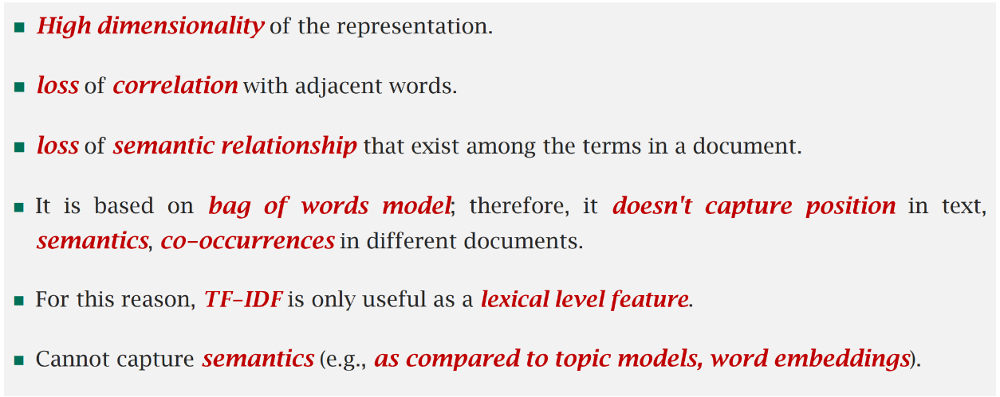 ▪ High dimensionality of the representation.
▪ loss of correlation with adjacent words.
▪ loss of semantic relationship that exist among the terms in a document.
▪ It is based on bag of words model; therefore, it doesn't capture position in text,
semantics, co-occurrences in different documents.
▪ For this reason, TF-IDF is only useful as a lexical level feature.
▪ Cannot capture semantics (e.g., as compared to topic models, word embeddings).